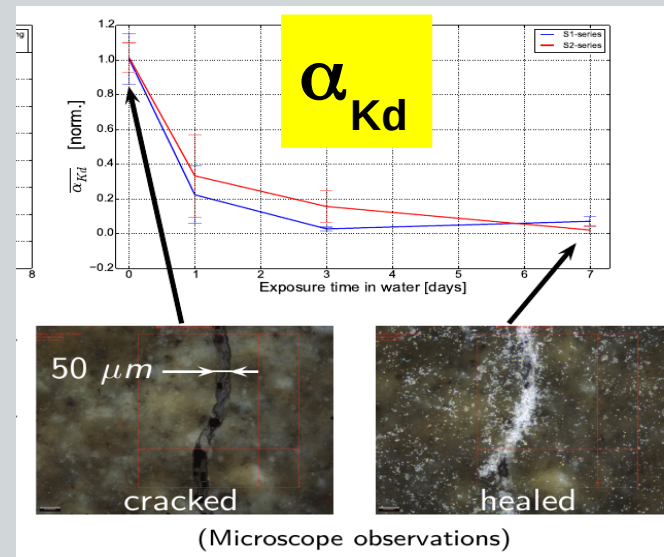 ng
8
1.2
1.0
0.8
0.6
0.4
0.2
0.0
−0.2
α_Kd [norm.]
0 1 2 3 4 5 6 7
Exposure time in water [days]
S1-series
S2-series
α_Kd
50 μm
cracked
healed
(Microscope observations)